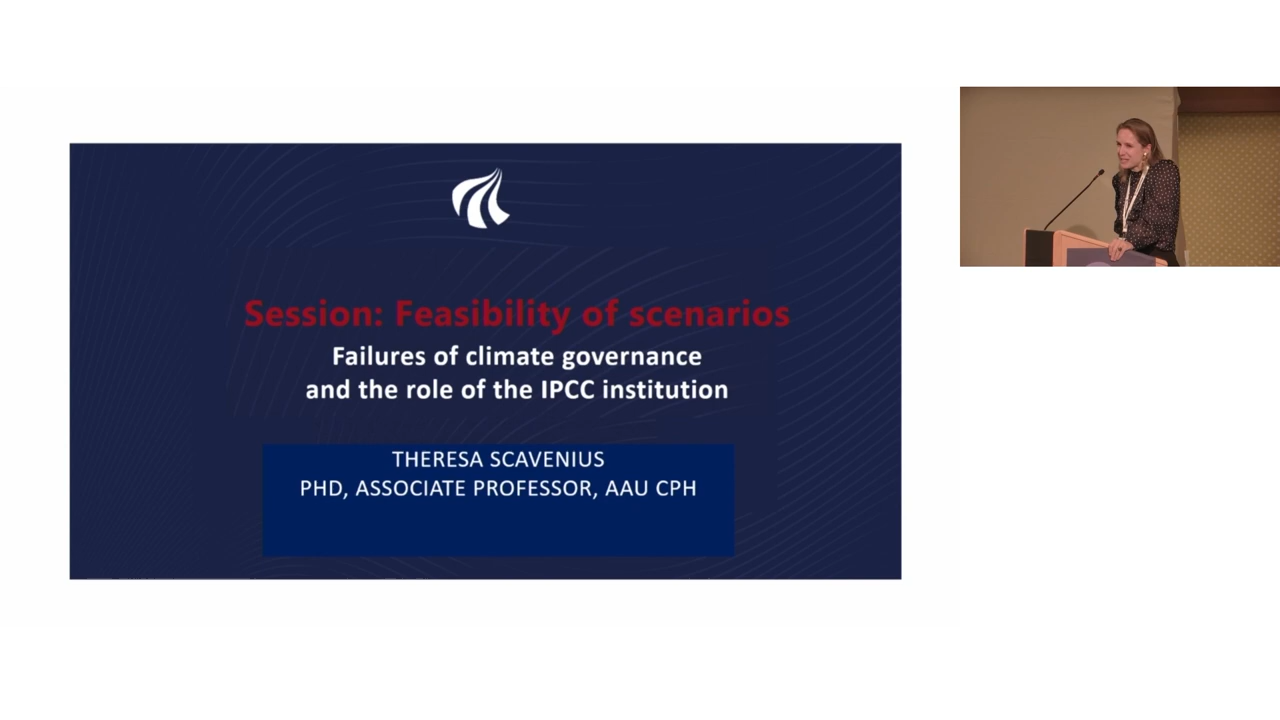 Session: Feasibility of scenarios
Failures of climate governance
and the role of the IPCC institution
THERESA SCAVENIUS
PHD, ASSOCIATE PROFESSOR, AAU CPH